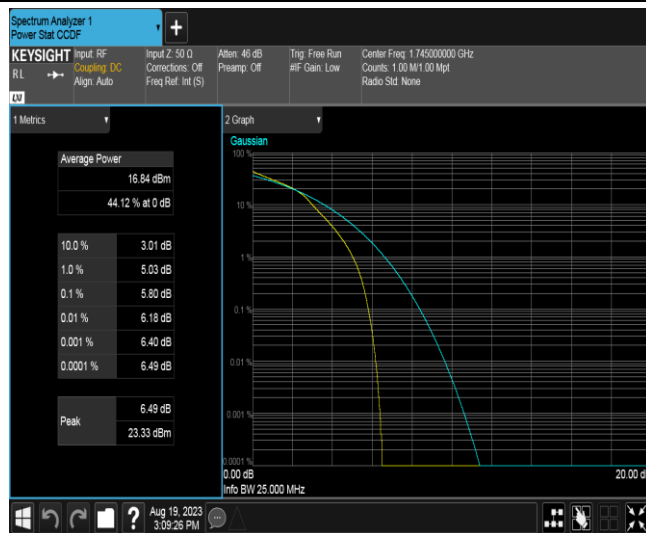 Spectrum Analyzer 1
Power Stat CCDF
+
KEYSIGHT
RL
LXI
Input: RF
Coupling: DC
Align: Auto
Input Z: 50 Ω
Corrections: Off
Freq Ref: Int (S)
Atten: 46 dB
Preamp: Off
Trig: Free Run
#IF Gain: Low
Center Freq: 1.745000000 GHz
Counts: 1.00 M/1.00 Mpt
Radio Std: None
1 Metrics
Average Power
16.84 dBm
44.12 % at 0 dB
10.0 % 3.01 dB
1.0 % 5.03 dB
0.1 % 5.80 dB
0.01 % 6.18 dB
0.001 % 6.40 dB
0.0001 % 6.49 dB
Peak
6.49 dB
23.33 dBm
2 Graph
Gaussian
100 %
10 %
1 %
0.1 %
0.01 %
0.001 %
0.0001 %
0.00 dB
20.00 d
Info BW 25.000 MHz
?
Aug 19, 2023
3:09:26 PM